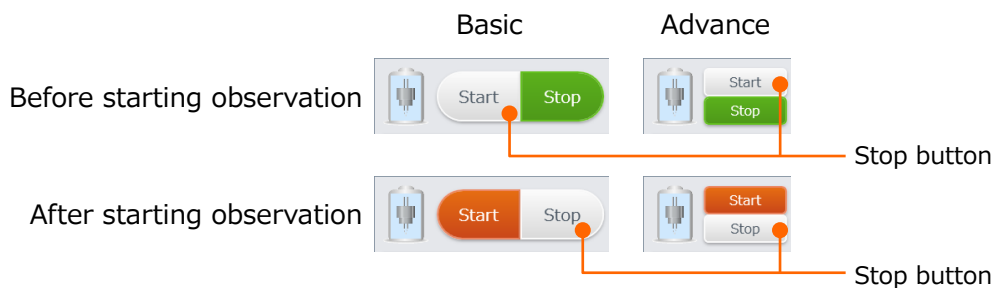 Basic Advance
Before starting observation Start Stop Start
Stop
Stop button
After starting observation Start Stop Start
Stop
Stop button